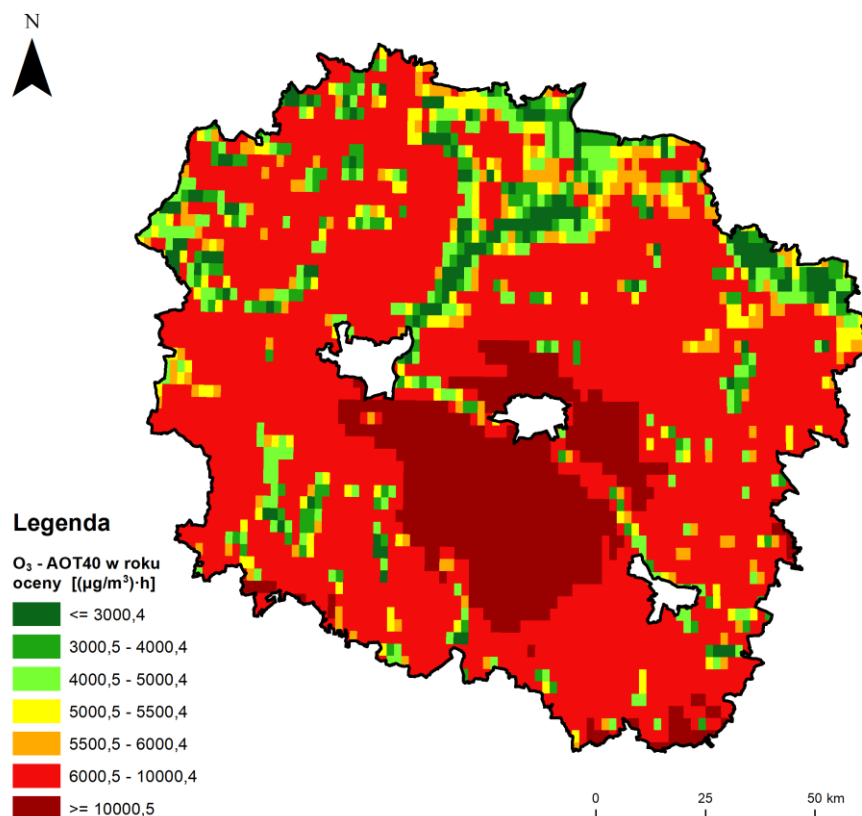 N
Legenda
O₃ - AOT40 w roku
oceny [(µg/m³)·h]
<= 3000,4
3000,5 - 4000,4
4000,5 - 5000,4
5000,5 - 5500,4
5500,5 - 6000,4
6000,5 - 10000,4
>= 10000,5
0 25 50 km